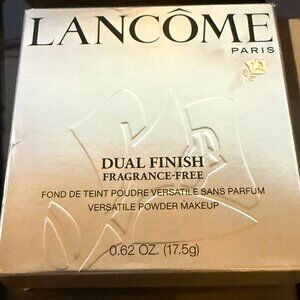 LANCÔME
PARIS
DUAL FINISH
FRAGRANCE-FREE
FOND DE TEINT POUDRE VERSATILE SANS PARFUM
VERSATILE POWDER MAKEUP
0.62 OZ. (17.5g)